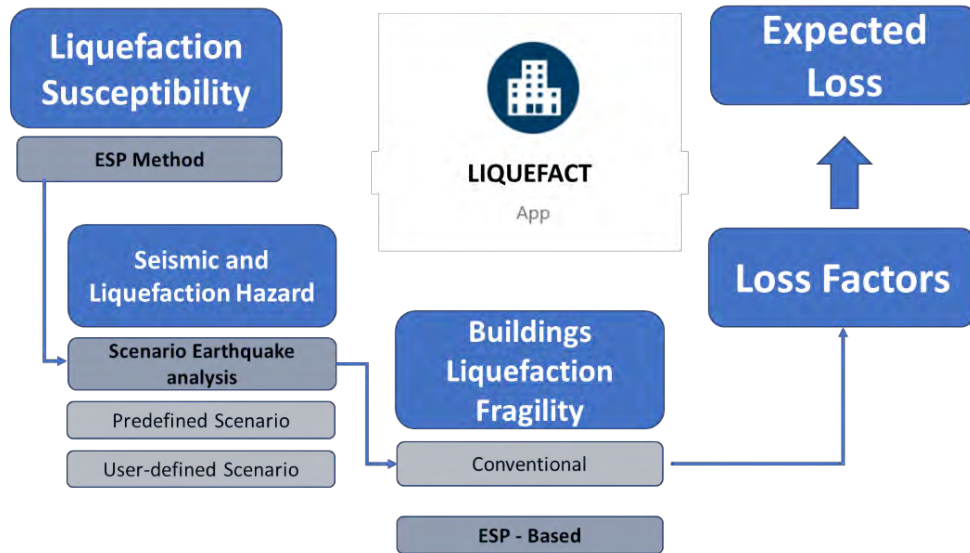 Liquefaction
Susceptibility
ESP Method
Seismic and
Liquefaction Hazard
Scenario Earthquake
analysis
Predefined Scenario
User-defined Scenario
LIQUEFACT
App
Buildings
Liquefaction
Fragility
Conventional
ESP - Based
Expected
Loss
Loss Factors